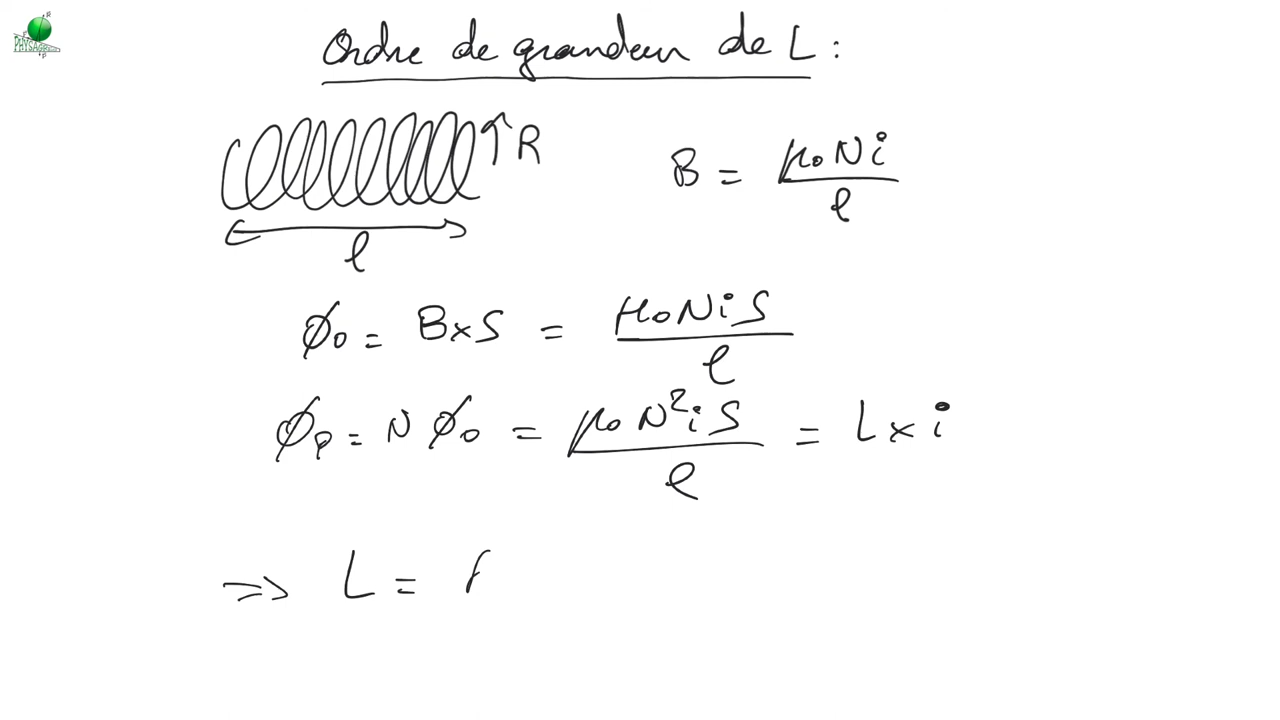 Ordre de grandeur de L :
R
B = μ₀Ni / l
l
ϕ₀ = B×S = μ₀NiS / l
ϕₚ = Nϕ₀ = μ₀N²iS / l = L×i
=> L =